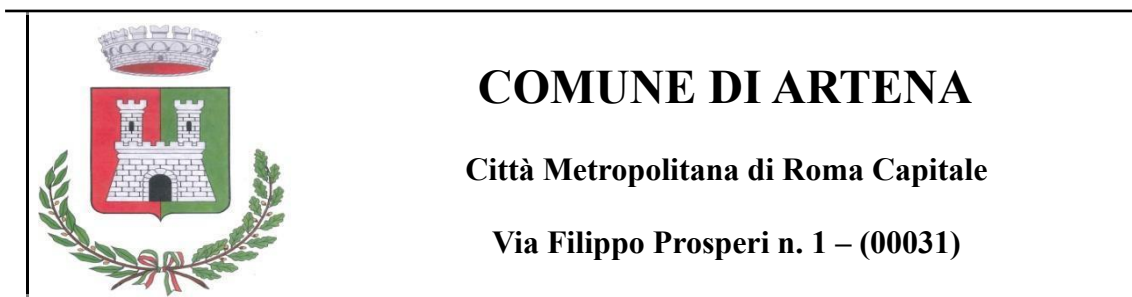 COMUNE DI ARTENA
Città Metropolitana di Roma Capitale
Via Filippo Prosperi n. 1 – (00031)